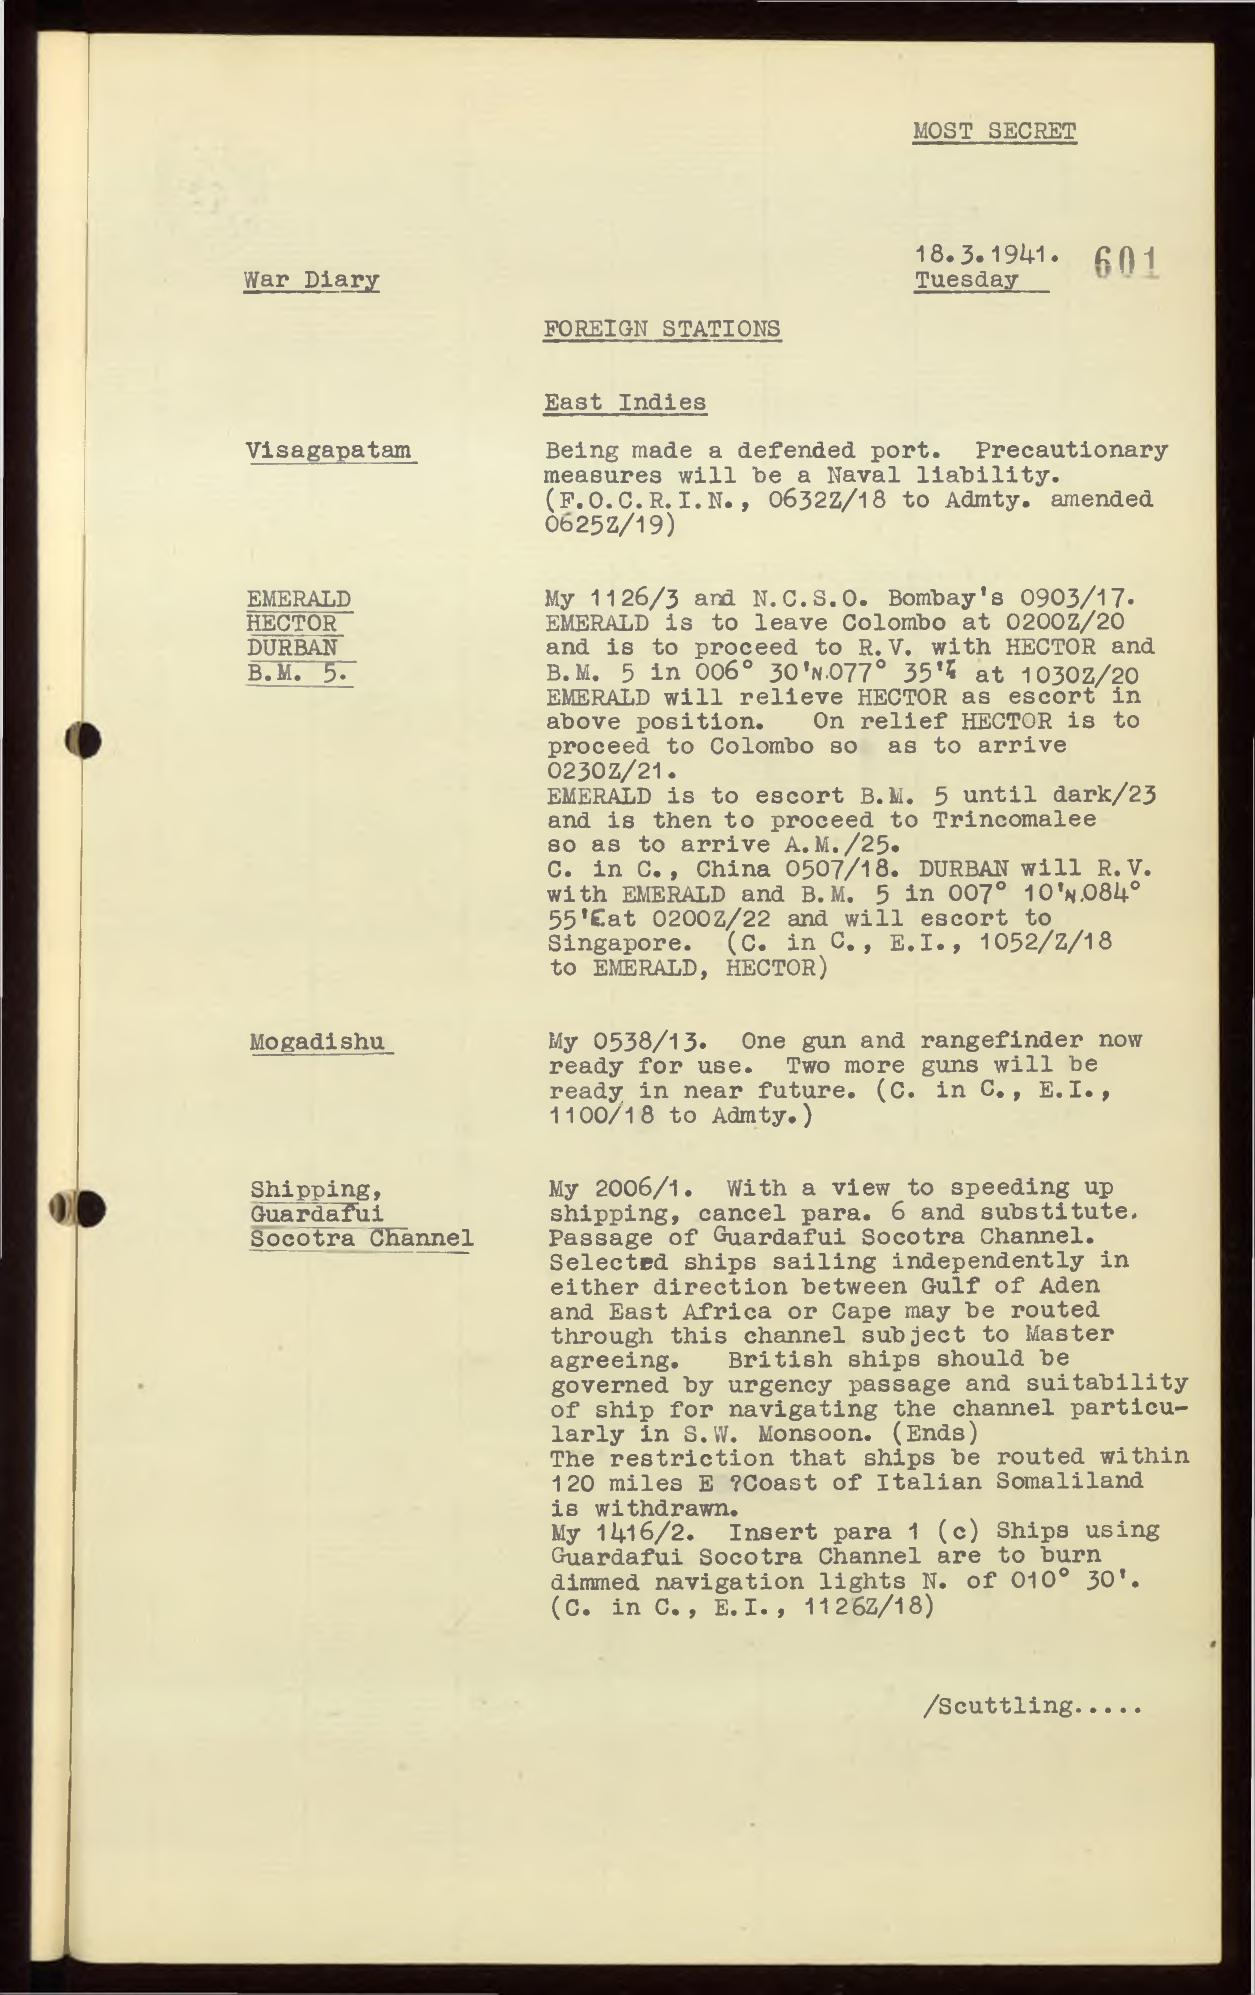 MOST SECRET
18.3.1941. 601
War Diary
Tuesday
FOREIGN STATIONS
East Indies
Visagapatam
Being made a defended port. Precautionary
measures will be a Naval liability.
(F.O.C.R.I.N., 0632Z/18 to Admty. amended
0625Z/19)
EMERALD
HECTOR
DURBAN
B.M. 5.
My 1126/3 and N.C.S.O. Bombay's 0903/17.
EMERALD is to leave Colombo at 0200Z/20
and is to proceed to R.V. with HECTOR and
B.M. 5 in 006° 30'N.077° 35'E at 1030Z/20
EMERALD will relieve HECTOR as escort in
above position. On relief HECTOR is to
proceed to Colombo so as to arrive
0230Z/21.
EMERALD is to escort B.M. 5 until dark/23
and is then to proceed to Trincomalee
so as to arrive A.M./25.
C. in C., China 0507/18. DURBAN will R.V.
with EMERALD and B.M. 5 in 007° 10'N.084°
55'E at 0200Z/22 and will escort to
Singapore. (C. in C., E.I., 1052/Z/18
to EMERALD, HECTOR)
Mogadishu
My 0538/13. One gun and rangefinder now
ready for use. Two more guns will be
ready in near future. (C. in C., E.I.,
1100/18 to Admty.)
Shipping,
Guardafui
Socotra Channel
My 2006/1. With a view to speeding up
shipping, cancel para. 6 and substitute.
Passage of Guardafui Socotra Channel.
Selected ships sailing independently in
either direction between Gulf of Aden
and East Africa or Cape may be routed
through this channel subject to Master
agreeing. British ships should be
governed by urgency passage and suitability
of ship for navigating the channel particu-
larly in S.W. Monsoon. (Ends)
The restriction that ships be routed within
120 miles E ?Coast of Italian Somaliland
is withdrawn.
My 1416/2. Insert para 1 (c) Ships using
Guardafui Socotra Channel are to burn
dimmed navigation lights N. of 010° 30'.
(C. in C., E.I., 1126Z/18)
/Scuttling.....